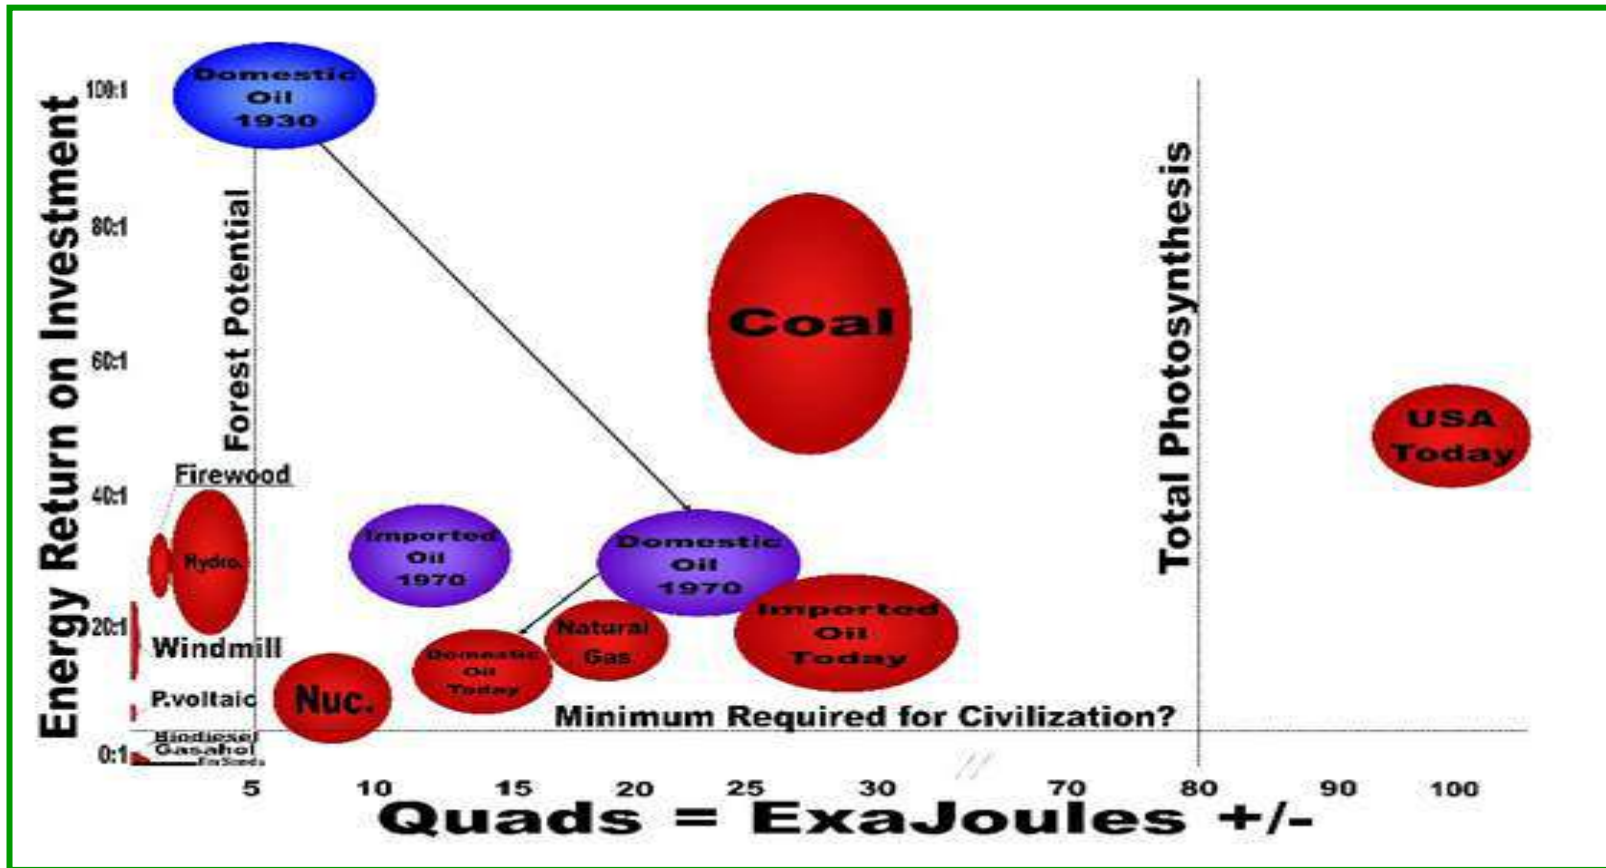 Energy Return on Investment
100:1
80:1
60:1
40:1
20:1
0:1
Domestic
Oil
1930
Forest Potential
Coal
Total Photosynthesis
USA
Today
Firewood
Hydro.
Imported
Oil
1970
Domestic
Oil
1970
Windmill
P.voltaic
Nuc.
Domestic
Oil
Today
Natural
Gas
Imported
Oil
Today
Minimum Required for Civilization?
Biodiesel
Gasahol
5 10 15 20 25 30 70 80 90 100
Quads = ExaJoules +/-